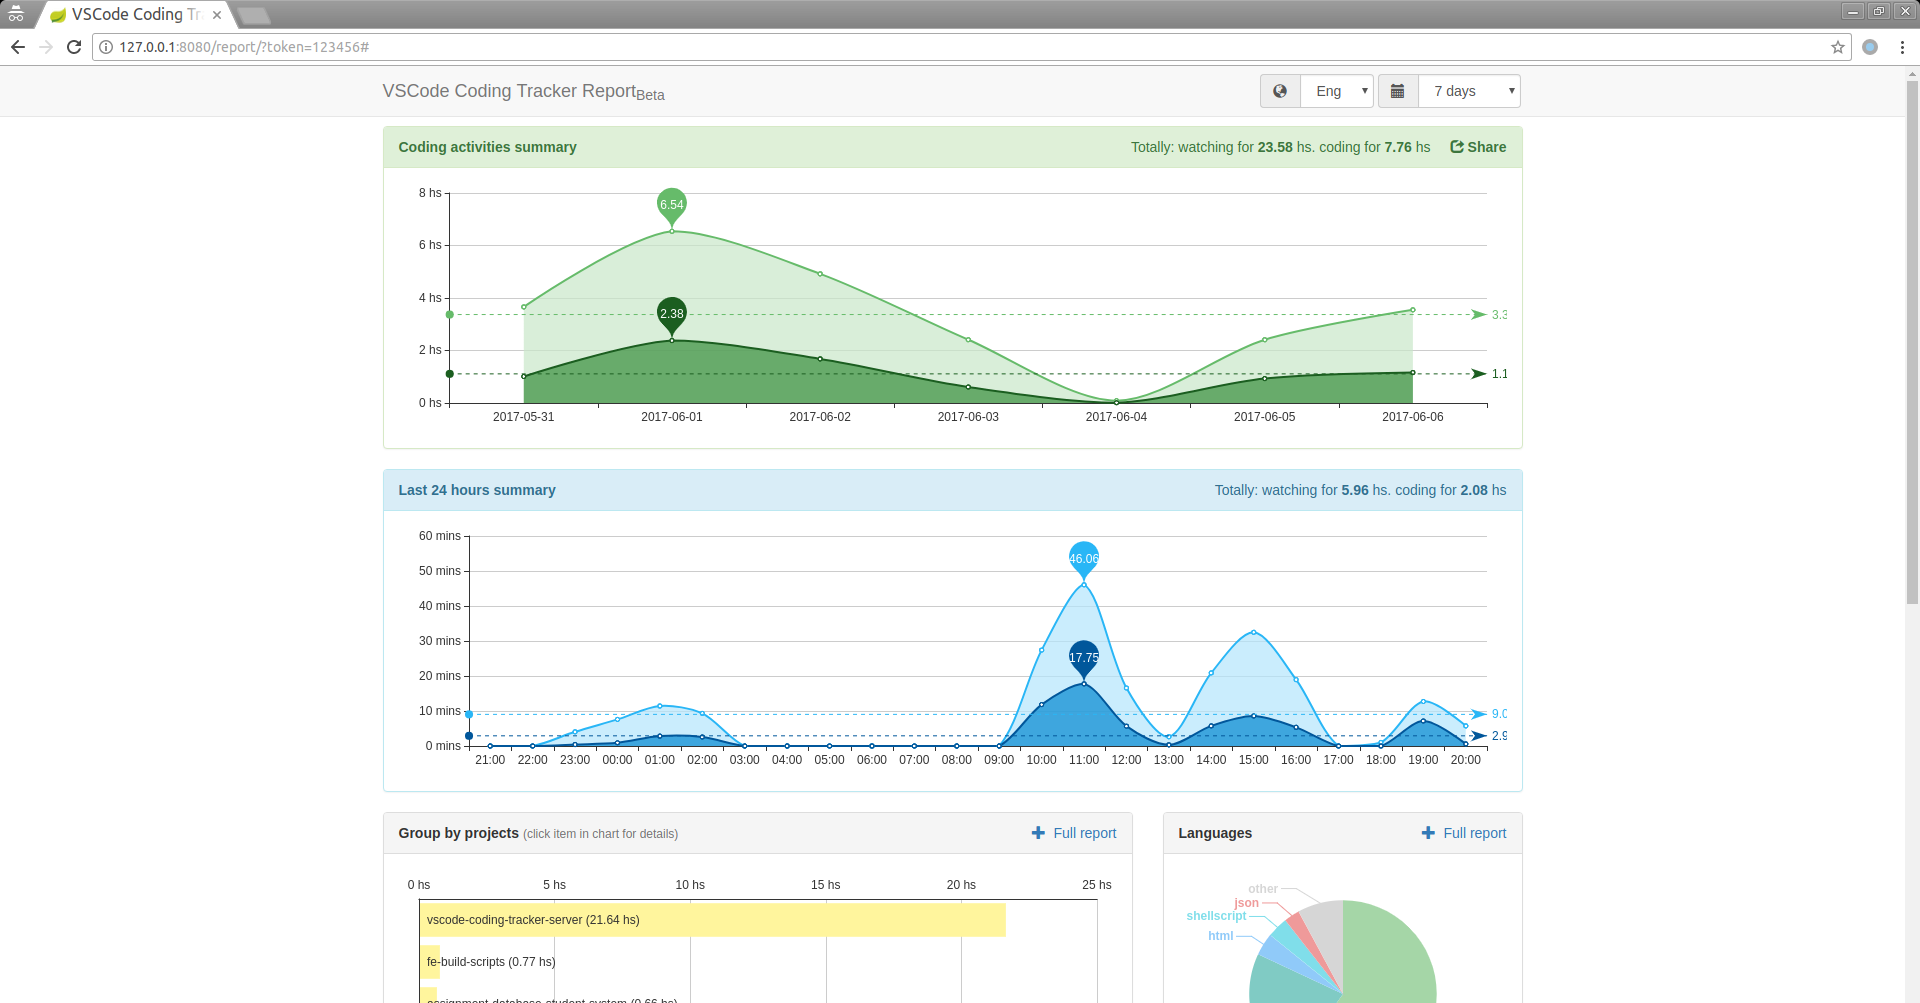 VSCode Coding Tr
127.0.0.1:8080/report/?token=123456#
VSCode Coding Tracker ReportBeta
Eng
7 days
Coding activities summary
Totally: watching for 23.58 hs. coding for 7.76 hs
Share
8 hs
6 hs
4 hs
2 hs
0 hs
6.54
2.38
3.3
1.1
2017-05-31 2017-06-01 2017-06-02 2017-06-03 2017-06-04 2017-06-05 2017-06-06
Last 24 hours summary
Totally: watching for 5.96 hs. coding for 2.08 hs
60 mins
50 mins
40 mins
30 mins
20 mins
10 mins
0 mins
46.06
17.75
9.0
2.9
21:00 22:00 23:00 00:00 01:00 02:00 03:00 04:00 05:00 06:00 07:00 08:00 09:00 10:00 11:00 12:00 13:00 14:00 15:00 16:00 17:00 18:00 19:00 20:00
Group by projects (click item in chart for details)
Full report
0 hs 5 hs 10 hs 15 hs 20 hs 25 hs
vscode-coding-tracker-server (21.64 hs)
fe-build-scripts (0.77 hs)
assignment-database-student-system (0.66 hs)
Languages
Full report
other
json
shellscript
html